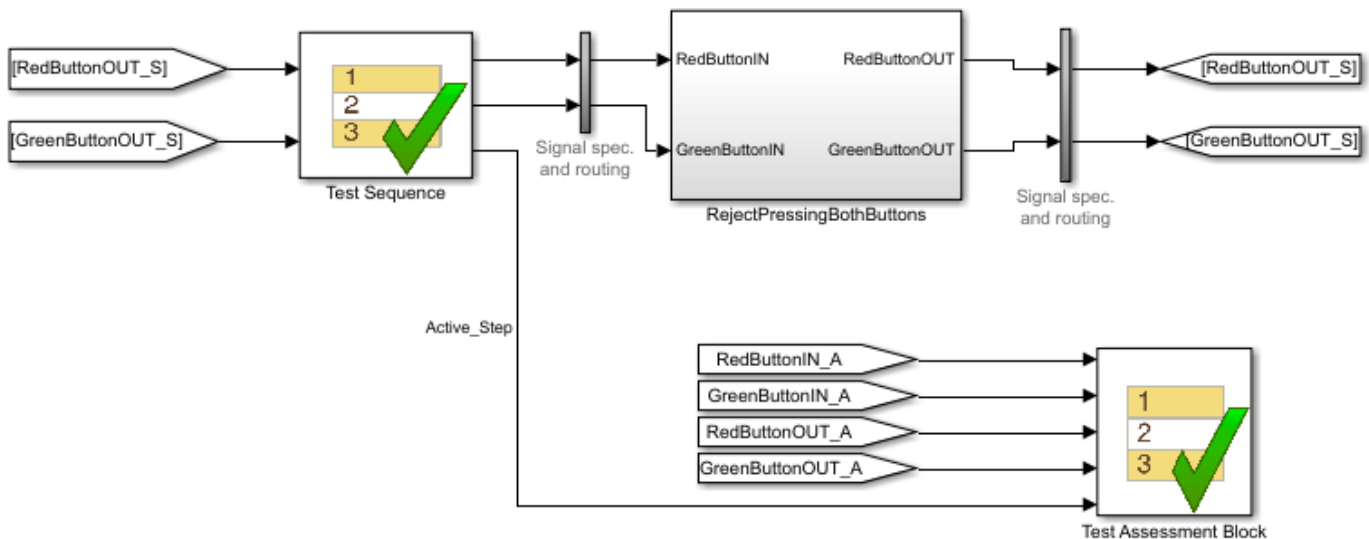 [RedButtonOUT_S]
[GreenButtonOUT_S]
1
2
3
Test Sequence
Signal spec.
and routing
RedButtonIN
GreenButtonIN
RedButtonOUT
GreenButtonOUT
RejectPressingBothButtons
Signal spec.
and routing
[RedButtonOUT_S]
[GreenButtonOUT_S]
Active_Step
RedButtonIN_A
GreenButtonIN_A
RedButtonOUT_A
GreenButtonOUT_A
1
2
3
Test Assessment Block